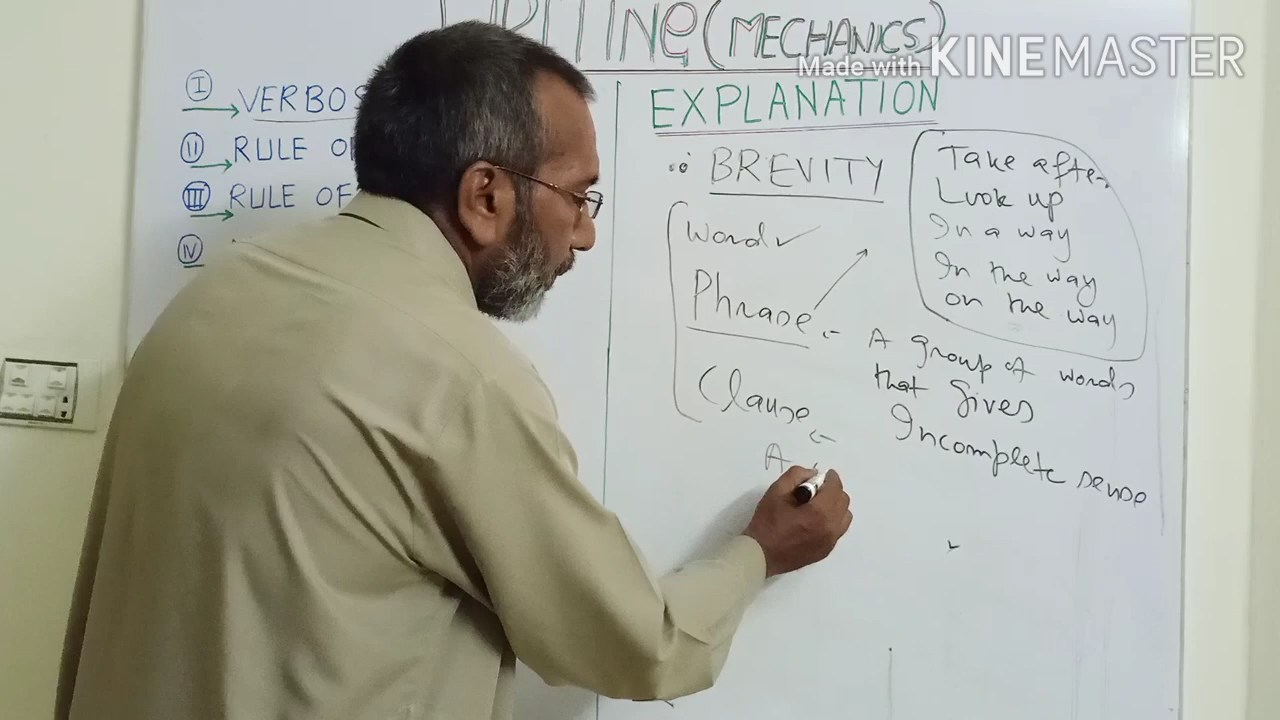 (MECHANICS)
Made with KINEMASTER
I
VERBOS
II RULE OF
III RULE OF
IV
EXPLANATION
∴ BREVITY
Word ✓
Phrase :- A group of words
that gives
Incomplete sense
Clause :-
A
Take after
Look up
In a way
In the way
on the way